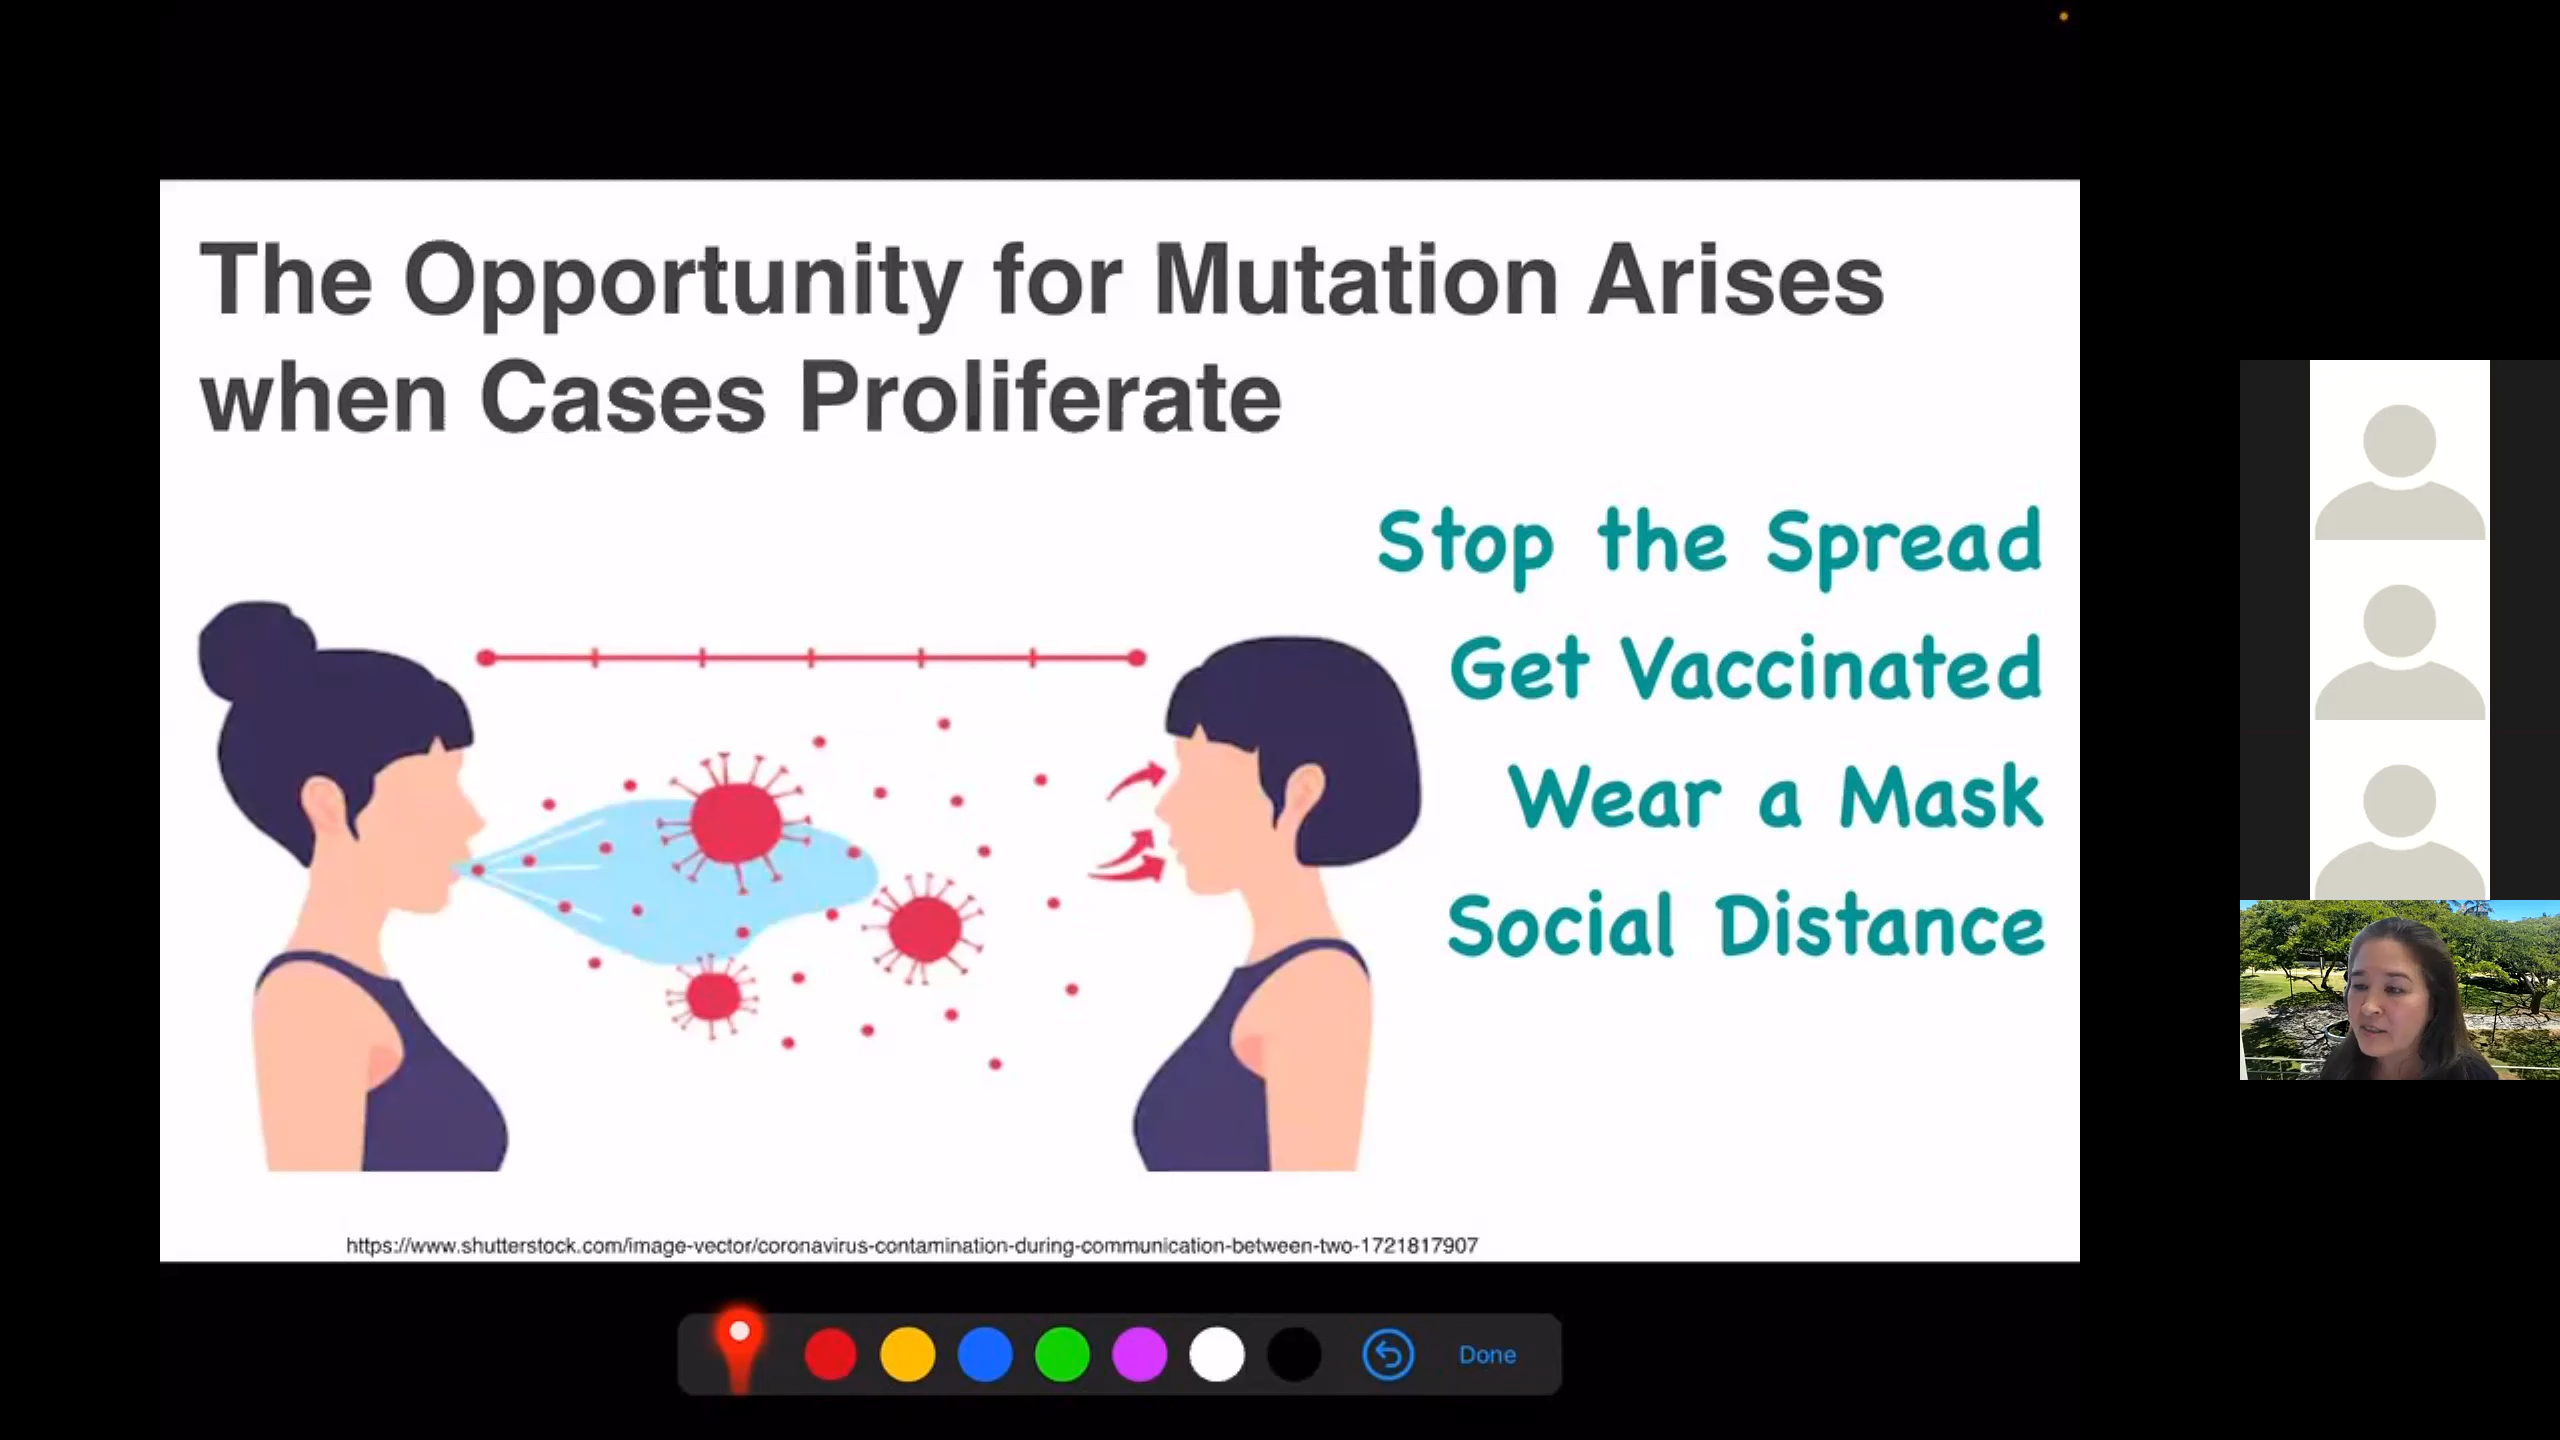 The Opportunity for Mutation Arises
when Cases Proliferate
Stop the Spread
Get Vaccinated
Wear a Mask
Social Distance
https://www.shutterstock.com/image-vector/coronavirus-contamination-during-communication-between-two-1721817907
Done